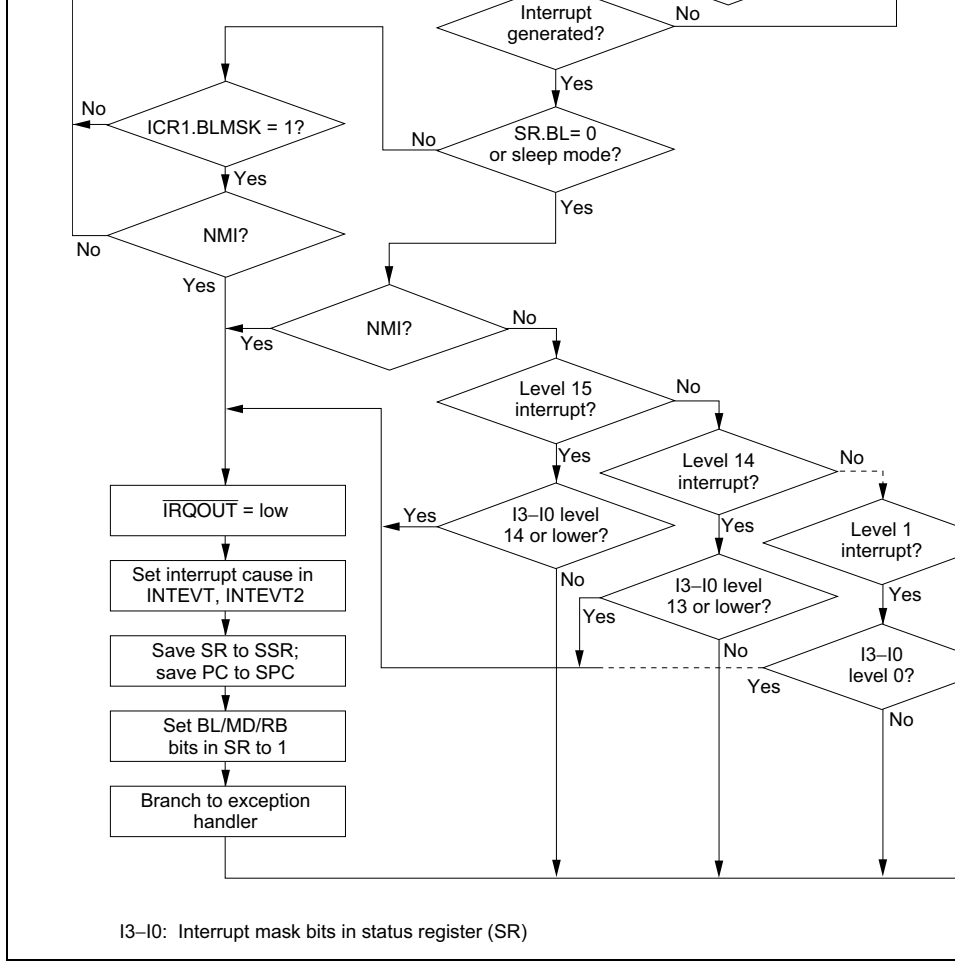 Interrupt
generated?
No
Yes
SR.BL= 0
or sleep mode?
No
Yes
ICR1.BLMSK = 1?
No
Yes
NMI?
No
Yes
NMI?
Yes
No
Level 15
interrupt?
No
Yes
Level 14
interrupt?
No
Yes
I3–I0 level
14 or lower?
Yes
No
Level 1
interrupt?
Yes
I3–I0 level
13 or lower?
Yes
No
I3–I0
level 0?
Yes
No
IRQOUT = low
Set interrupt cause in
INTEVT, INTEVT2
Save SR to SSR;
save PC to SPC
Set BL/MD/RB
bits in SR to 1
Branch to exception
handler
I3–I0: Interrupt mask bits in status register (SR)